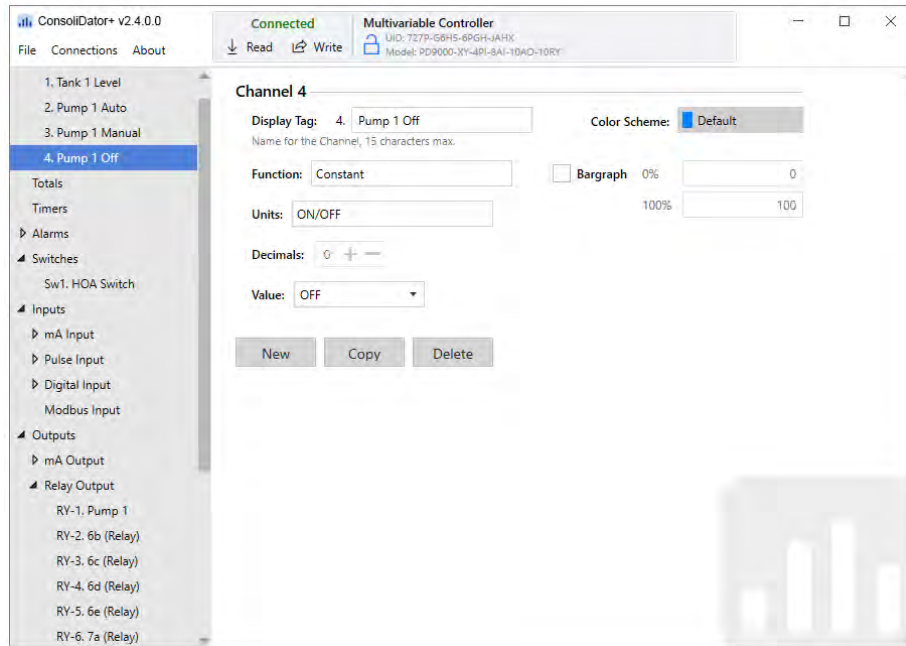 ConsoliDator+ v2.4.0.0
File Connections About
Connected
Read Write
Multivariable Controller
UID: 727P-G6H5-6PGH-JAHX
Model: PD9000-XY-4PI-8AI-10AO-10RY
1. Tank 1 Level
2. Pump 1 Auto
3. Pump 1 Manual
4. Pump 1 Off
Totals
Timers
Alarms
Switches
Sw1. HOA Switch
Inputs
mA Input
Pulse Input
Digital Input
Modbus Input
Outputs
mA Output
Relay Output
RY-1. Pump 1
RY-2. 6b (Relay)
RY-3. 6c (Relay)
RY-4. 6d (Relay)
RY-5. 6e (Relay)
RY-6. 7a (Relay)
Channel 4
Display Tag: 4. Pump 1 Off
Name for the Channel, 15 characters max.
Color Scheme: Default
Function: Constant
Bargraph 0% 0
100% 100
Units: ON/OFF
Decimals: 0 + −
Value: OFF
New Copy Delete